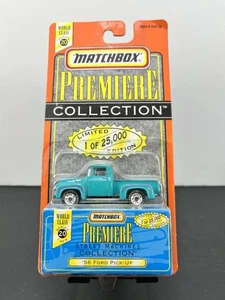 WORLD CLASS
20
MATCHBOX
PREMIERE
COLLECTION
LIMITED
1 OF 25,000
EDITION
WORLD CLASS
20
MATCHBOX
PREMIERE
COLLECTION
'56 FORD PICK-UP